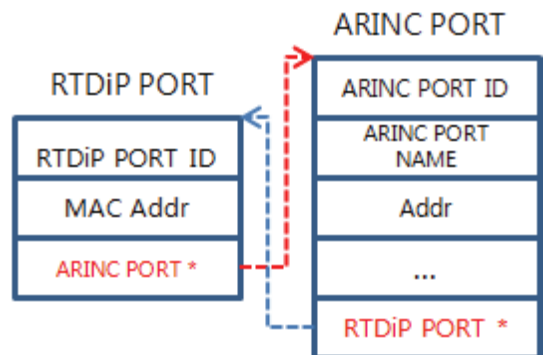 RTDiP PORT
RTDiP PORT ID
MAC Addr
ARINC PORT *
ARINC PORT
ARINC PORT ID
ARINC PORT
NAME
Addr
...
RTDiP PORT *